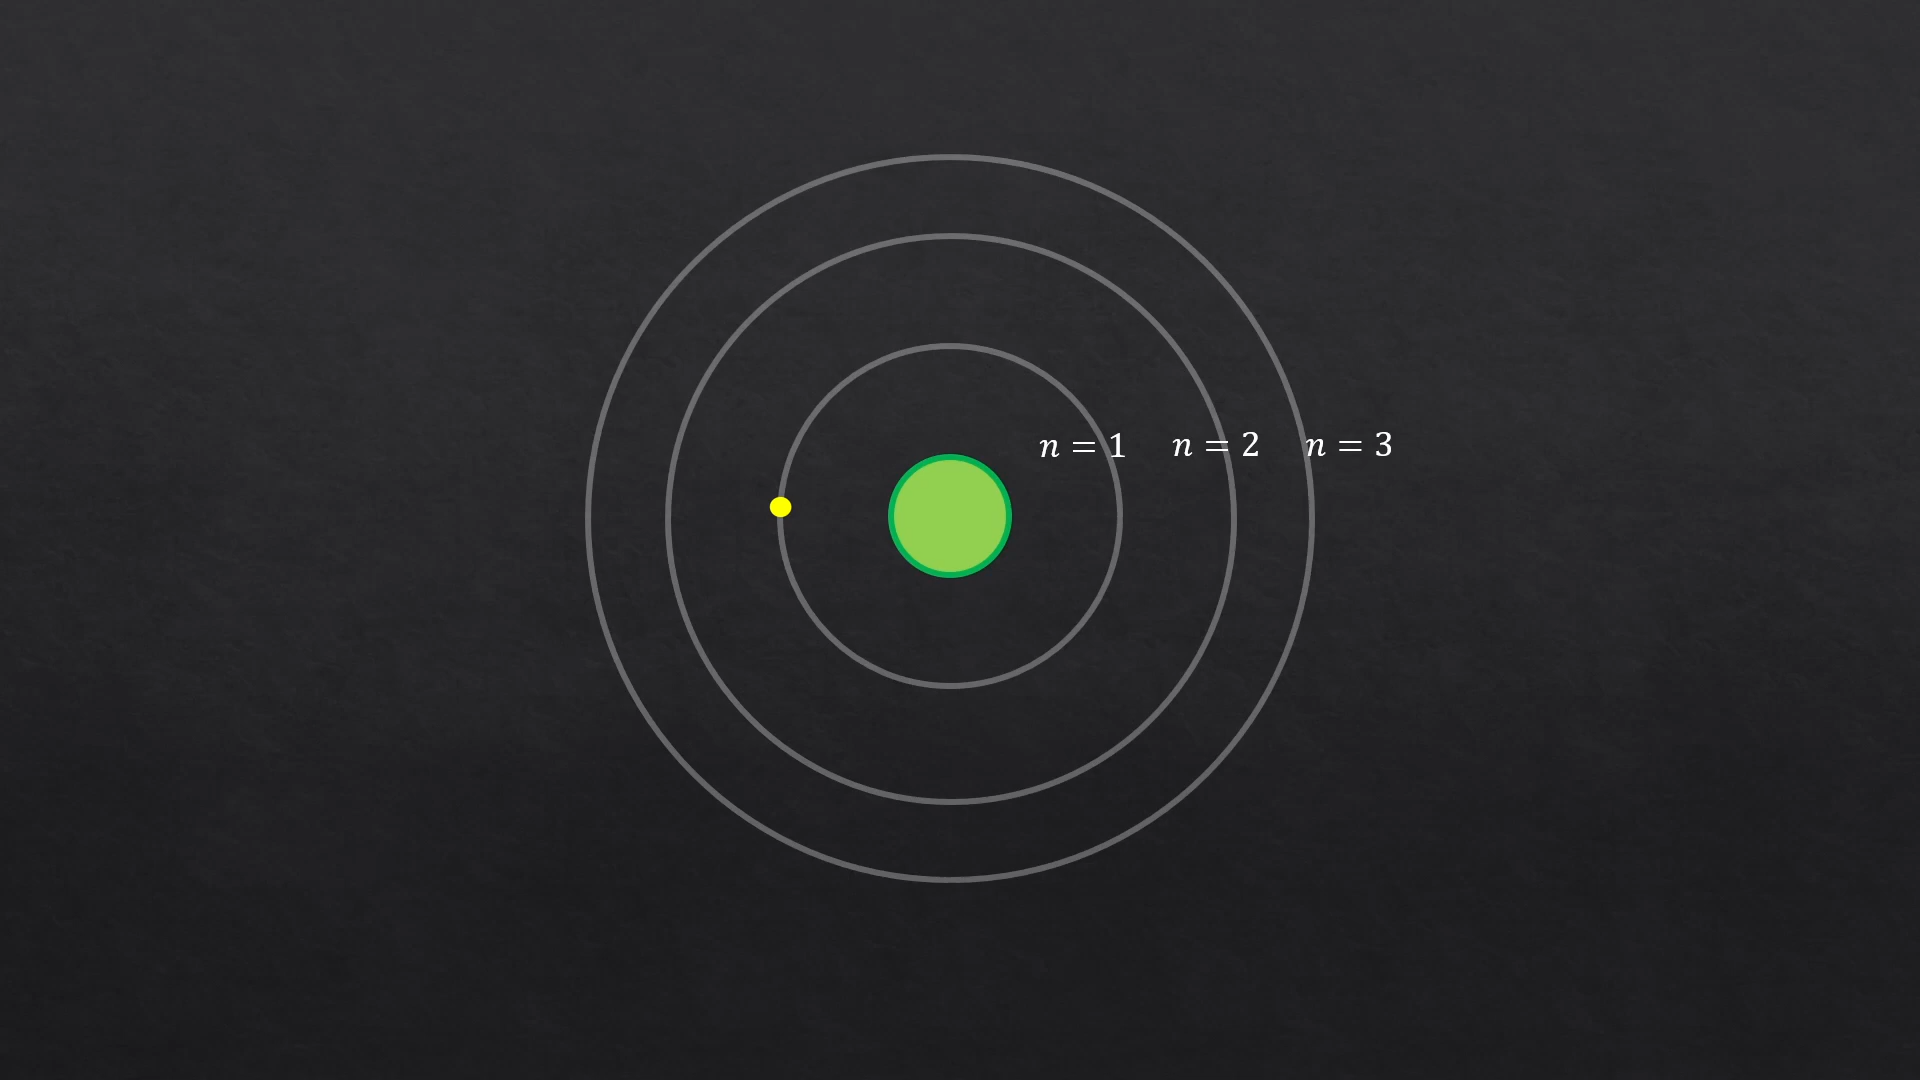 n = 1 n = 2 n = 3